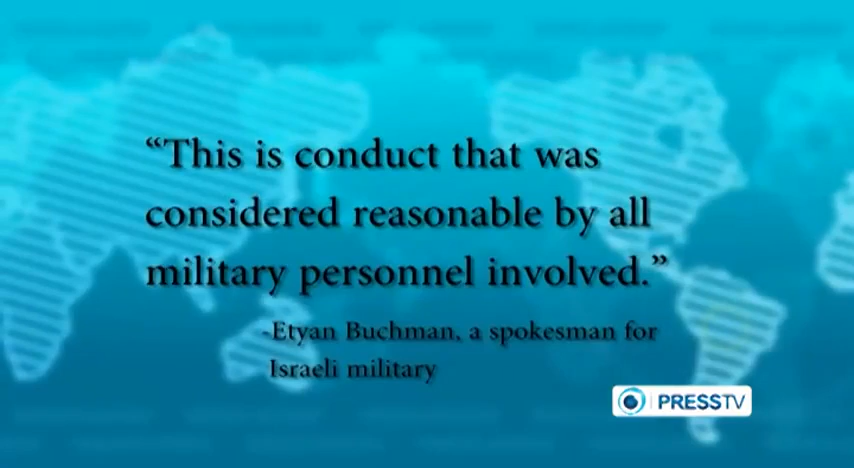 “This is conduct that was
considered reasonable by all
military personnel involved.”
-Etyan Buchman, a spokesman for
Israeli military
PRESSTV